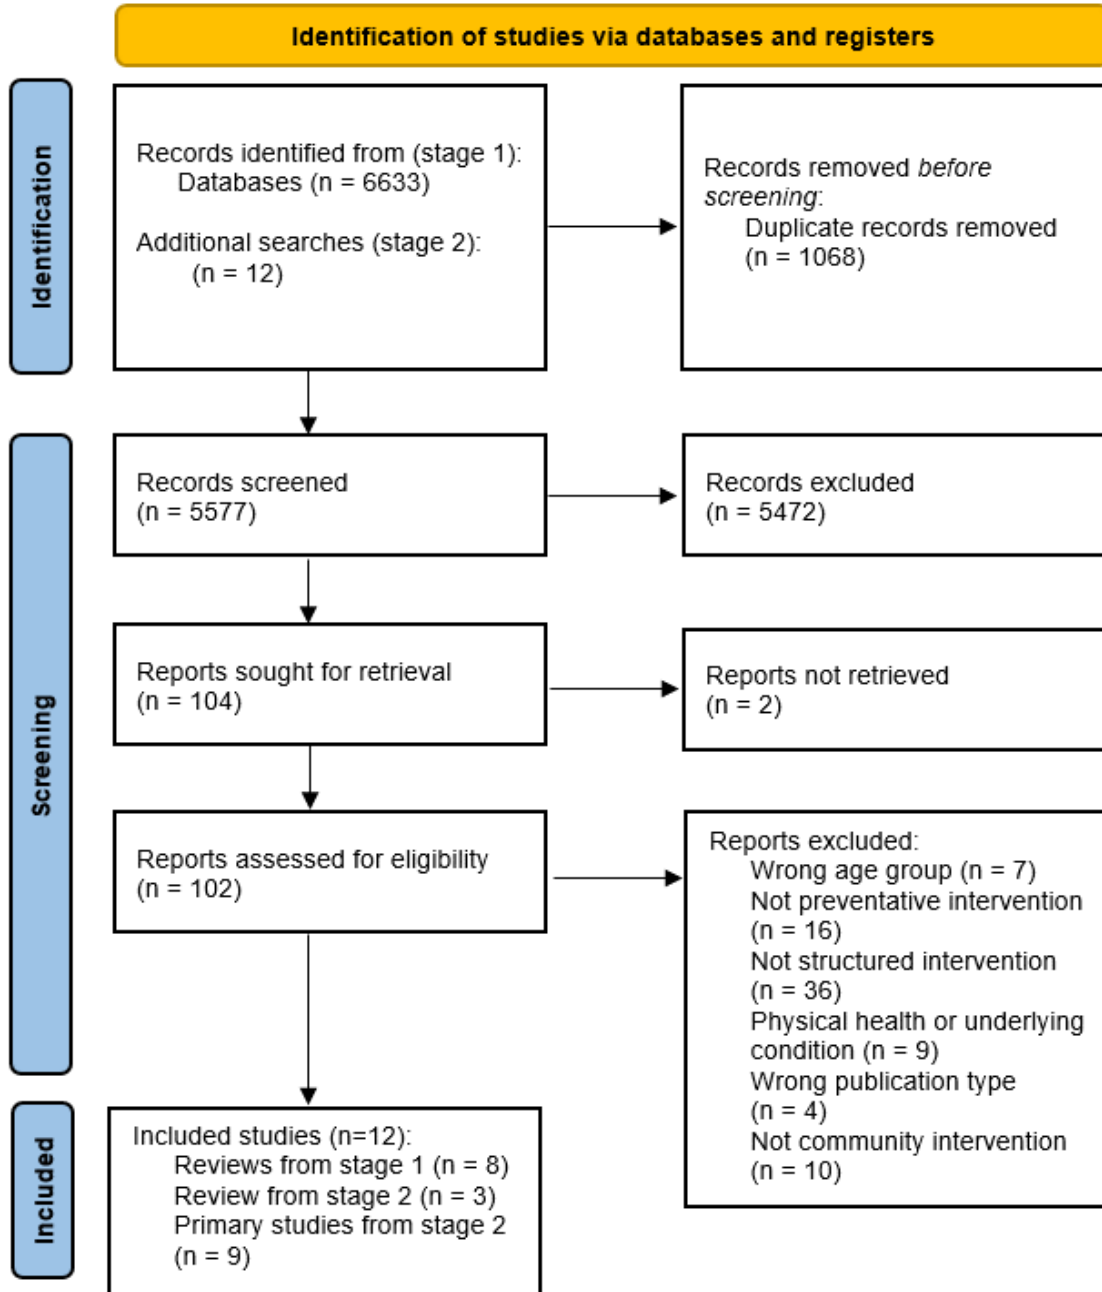 Identification of studies via databases and registers
Identification
Records identified from (stage 1):
Databases (n = 6633)
Additional searches (stage 2):
(n = 12)
Records removed before
screening:
Duplicate records removed
(n = 1068)
Screening
Records screened
(n = 5577)
Records excluded
(n = 5472)
Reports sought for retrieval
(n = 104)
Reports not retrieved
(n = 2)
Reports assessed for eligibility
(n = 102)
Reports excluded:
Wrong age group (n = 7)
Not preventative intervention
(n = 16)
Not structured intervention
(n = 36)
Physical health or underlying
condition (n = 9)
Wrong publication type
(n = 4)
Not community intervention
(n = 10)
Included
Included studies (n=12):
Reviews from stage 1 (n = 8)
Review from stage 2 (n = 3)
Primary studies from stage 2
(n = 9)